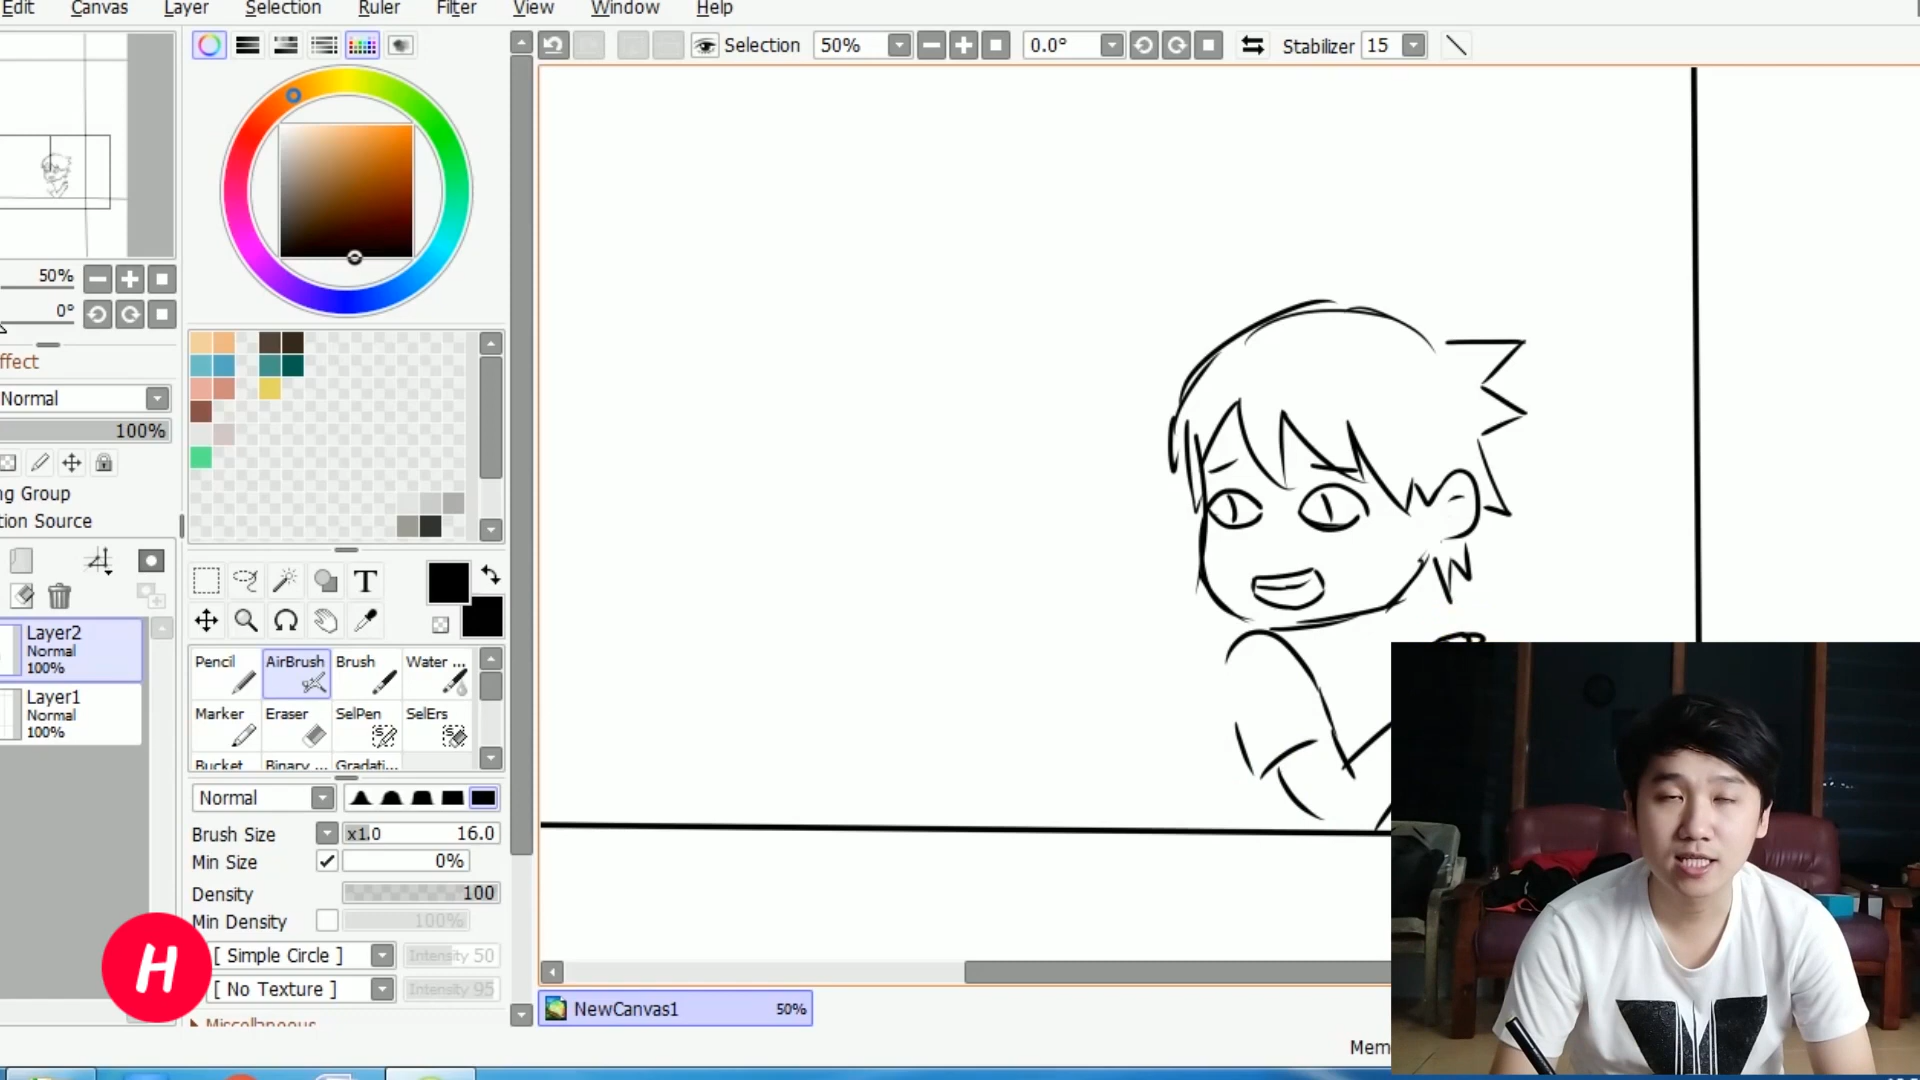 Edit Canvas Layer Selection Ruler Filter View Window Help
Selection 50% 0.0° Stabilizer 15
50%
0°
ffect
Normal
100%
ng Group
tion Source
Layer2
Normal
100%
Layer1
Normal
100%
T
Pencil AirBrush Brush Water ...
Marker Eraser SelPen SelErs
Bucket Binary ... Gradati...
Normal
Brush Size x1.0 16.0
Min Size 0%
Density 100
Min Density 100%
[ Simple Circle ] Intensity 50
[ No Texture ] Intensity 95
Miscellaneous
H
NewCanvas1 50%
Mem